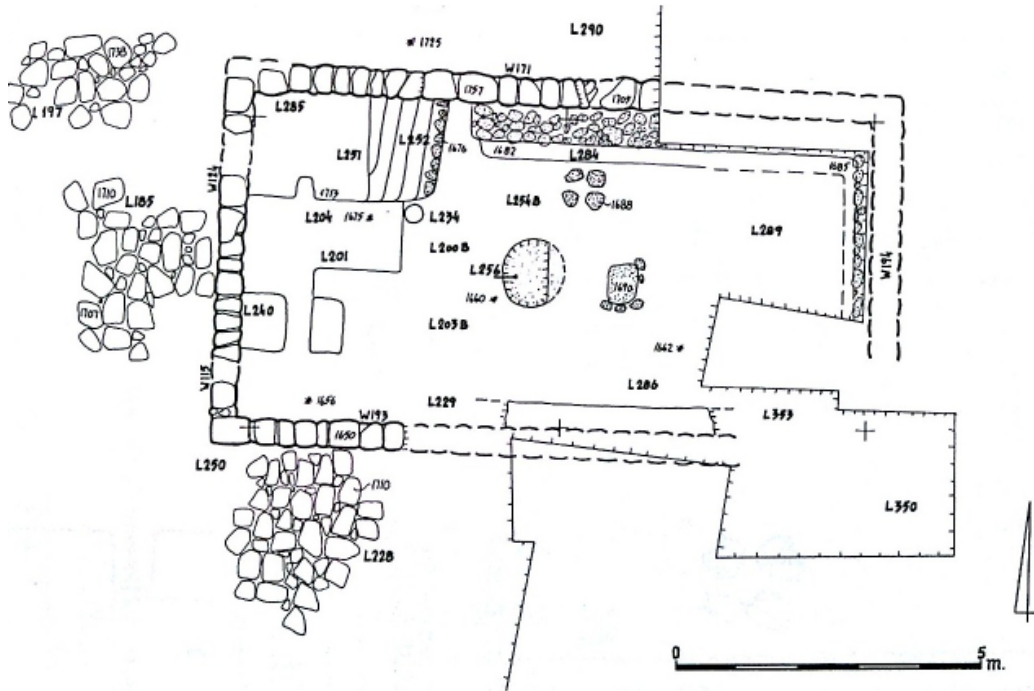 L290
* 1725
1738
W171
L197
L285
1757
1709
L252
L251
1676
1682
L284
1685
W124
1710
L185
1713
L204
1675 *
L234
L254B
1688
L289
L200B
L201
L256
1690
W194
1660 *
1707
L240
L203B
1662 *
W115
L286
* 1656
L229
W193
L353
1650
L250
1710
L350
L228
0
5
m.